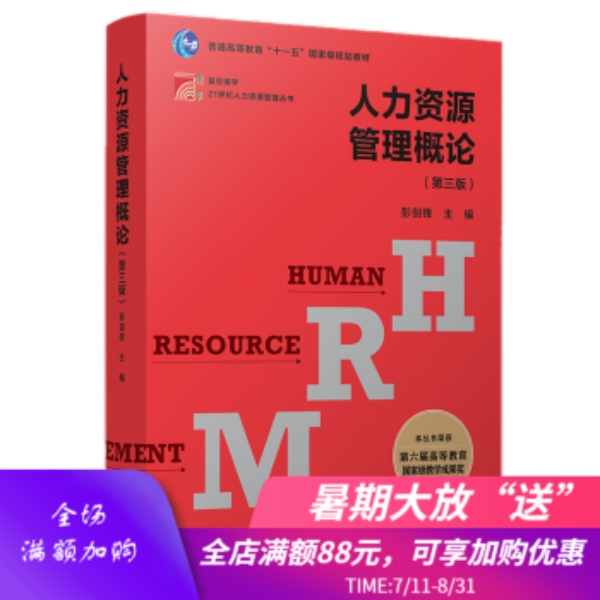 普通高等教育“十一五”国家级规划教材
复旦博学
21世纪人力资源管理丛书
人力资源
管理概论
（第三版）
彭剑锋 主 编
人力资源管理概论
（第三版）
彭剑锋 主 编
HUMAN
H
RESOURCE
R
EMENT
M
本丛书荣获
第六届高等教育
国家级教学成果奖
全场
满额加购
暑期大放“送”
全店满额88元，可享加购优惠
TIME:7/11-8/31